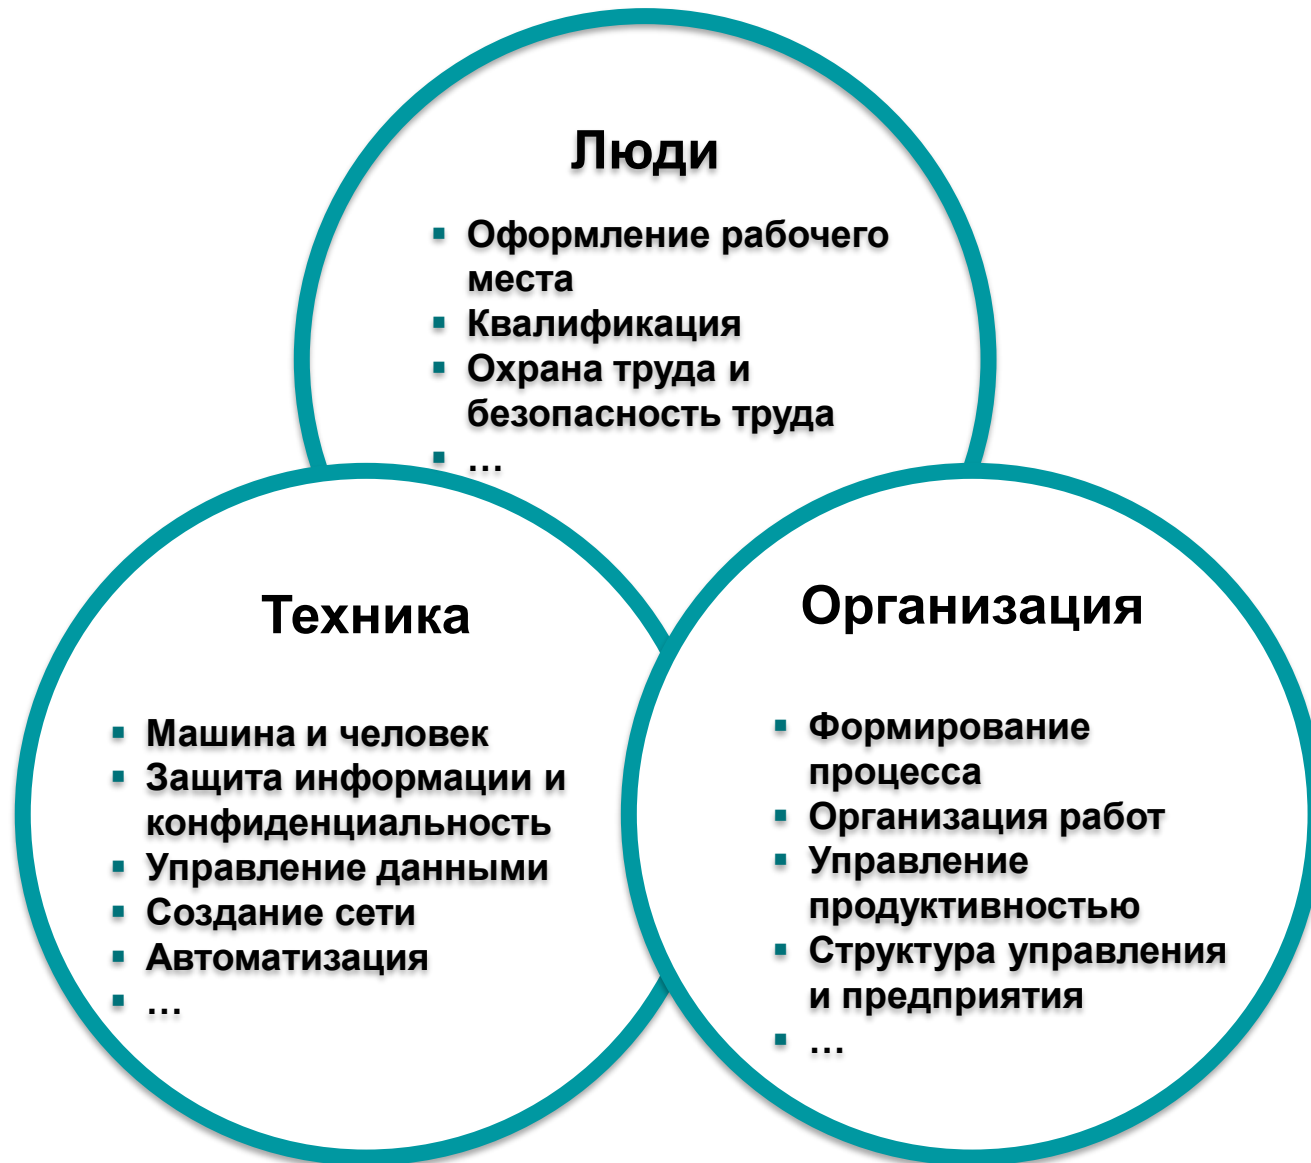 Люди
▪ Оформление рабочего
места
▪ Квалификация
▪ Охрана труда и
безопасность труда
▪ …
Техника
▪ Машина и человек
▪ Защита информации и
конфиденциальность
▪ Управление данными
▪ Создание сети
▪ Автоматизация
▪ …
Организация
▪ Формирование
процесса
▪ Организация работ
▪ Управление
продуктивностью
▪ Структура управления
и предприятия
▪ …